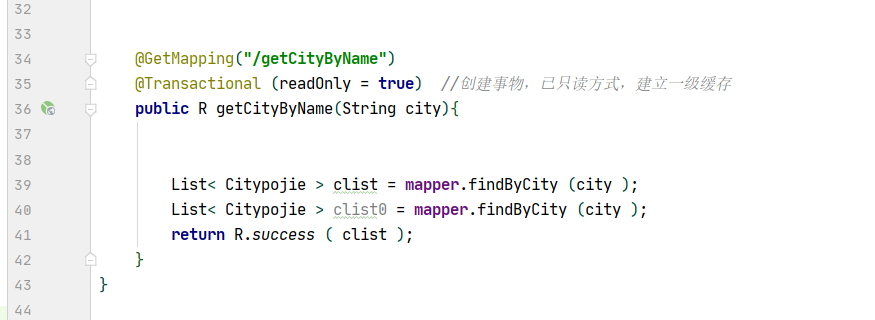 32
33
34 @GetMapping("/getCityByName")
35 @Transactional (readOnly = true) //创建事物，已只读方式，建立一级缓存
36 public R getCityByName(String city){
37
38
39 List< Citypojie > clist = mapper.findByCity (city );
40 List< Citypojie > clist0 = mapper.findByCity (city );
41 return R.success ( clist );
42 }
43 }
44